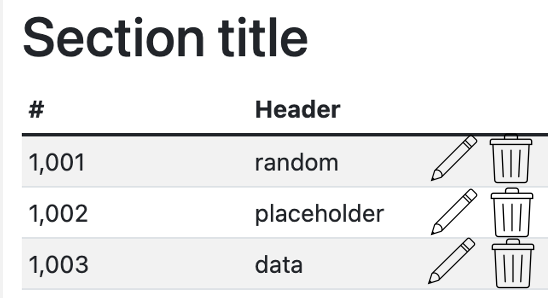 Section title
# Header
1,001 random
1,002 placeholder
1,003 data